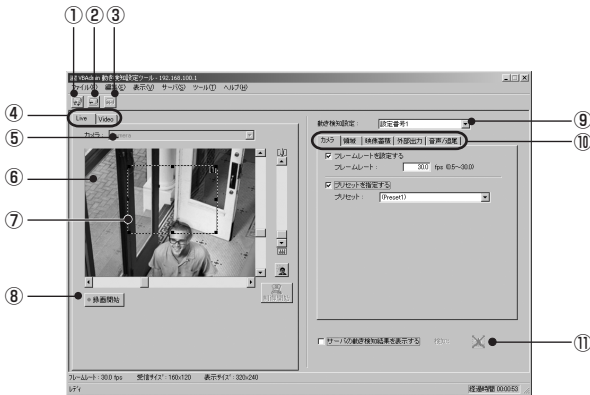 ① ② ③
VBAdmin 動き検知設定ツール - 192.168.100.1
ファイル(F) 編集(E) 表示(V) サーバ(S) ツール(T) ヘルプ(H)
④ Live Video
⑤ カメラ:
⑥
⑦
⑧ 録画開始
動き検知設定: 設定番号1 ⑨
カメラ 領域 映像蓄積 外部出力 音声/追尾 ⑩
フレームレートを設定する
フレームレート: 30.0 fps (0.5~30.0)
プリセットを指定する
プリセット: (Preset1)
サーバの動き検知結果を表示する ⑪
フレームレート: 30.0 fps 受信サイズ: 160x120 表示サイズ: 320x240
レディ 経過時間 00:00:53